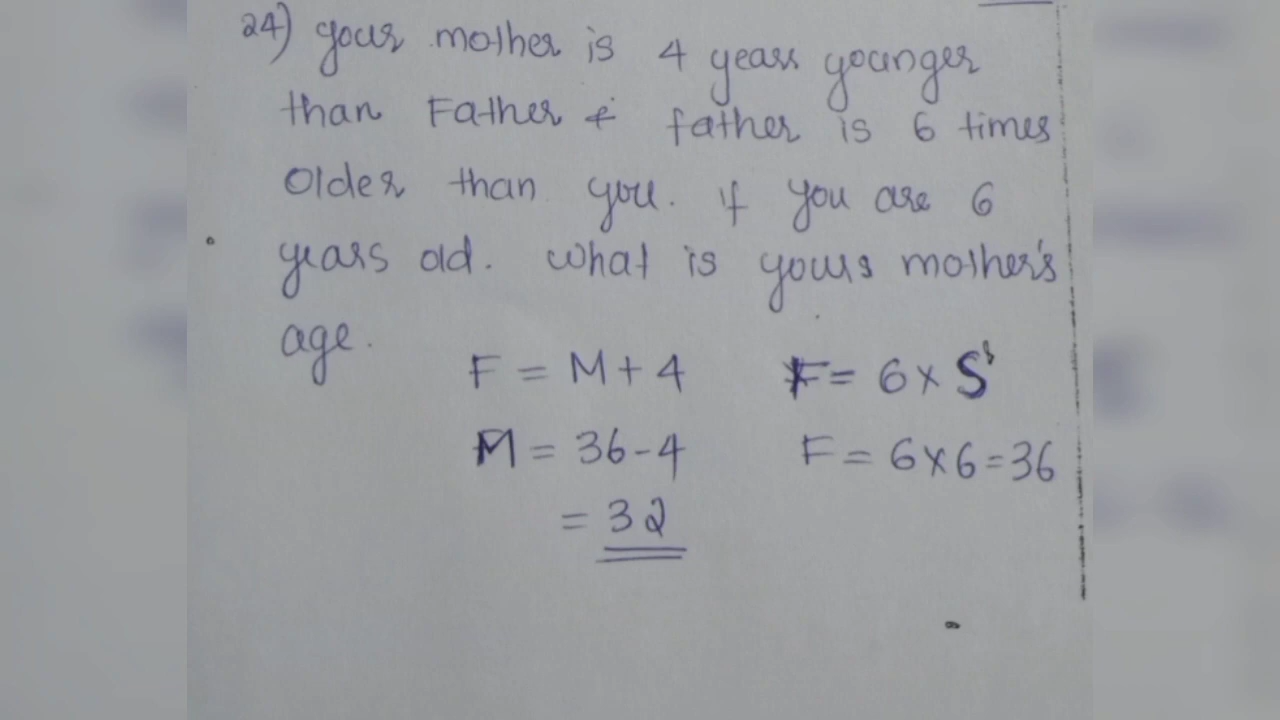 24) your mother is 4 years younger
than Father & father is 6 times
Older than you. if you are 6
years old. what is yours mother's
age.
F = M + 4 F = 6 x S
M = 36 - 4 F = 6 x 6 = 36
= 32